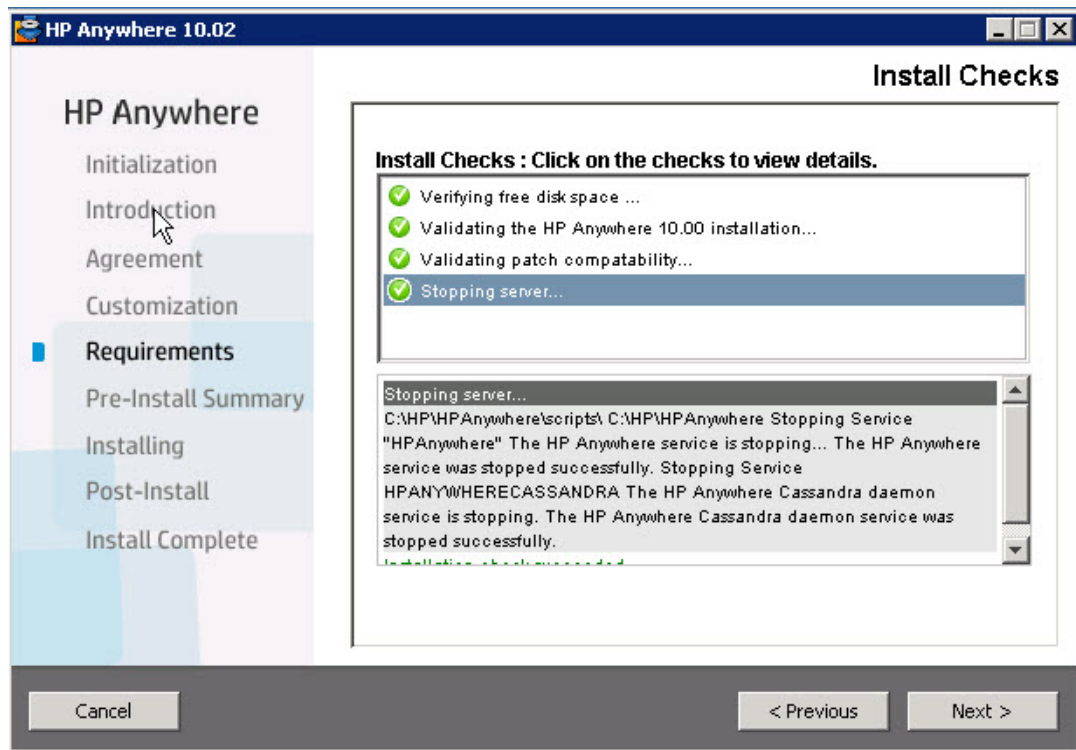 HP Anywhere 10.02
Install Checks
HP Anywhere
Initialization
Introduction
Agreement
Customization
Requirements
Pre-Install Summary
Installing
Post-Install
Install Complete
Install Checks : Click on the checks to view details.
Verifying free disk space ...
Validating the HP Anywhere 10.00 installation...
Validating patch compatability...
Stopping server...
Stopping server...
C:\HP\HPAnywhere\scripts\ C:\HP\HPAnywhere Stopping Service
"HPAnywhere" The HP Anywhere service is stopping... The HP Anywhere
service was stopped successfully. Stopping Service
HPANYWHERECASSANDRA The HP Anywhere Cassandra daemon
service is stopping. The HP Anywhere Cassandra daemon service was
stopped successfully.
Cancel
< Previous
Next >